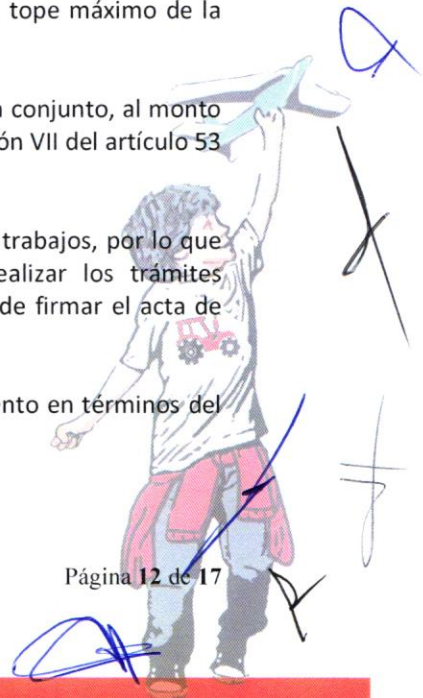 tope máximo de la
n conjunto, al monto
ón VII del artículo 53
trabajos, por lo que
ealizar los trámites
de firmar el acta de
ento en términos del
Página 12 de 17